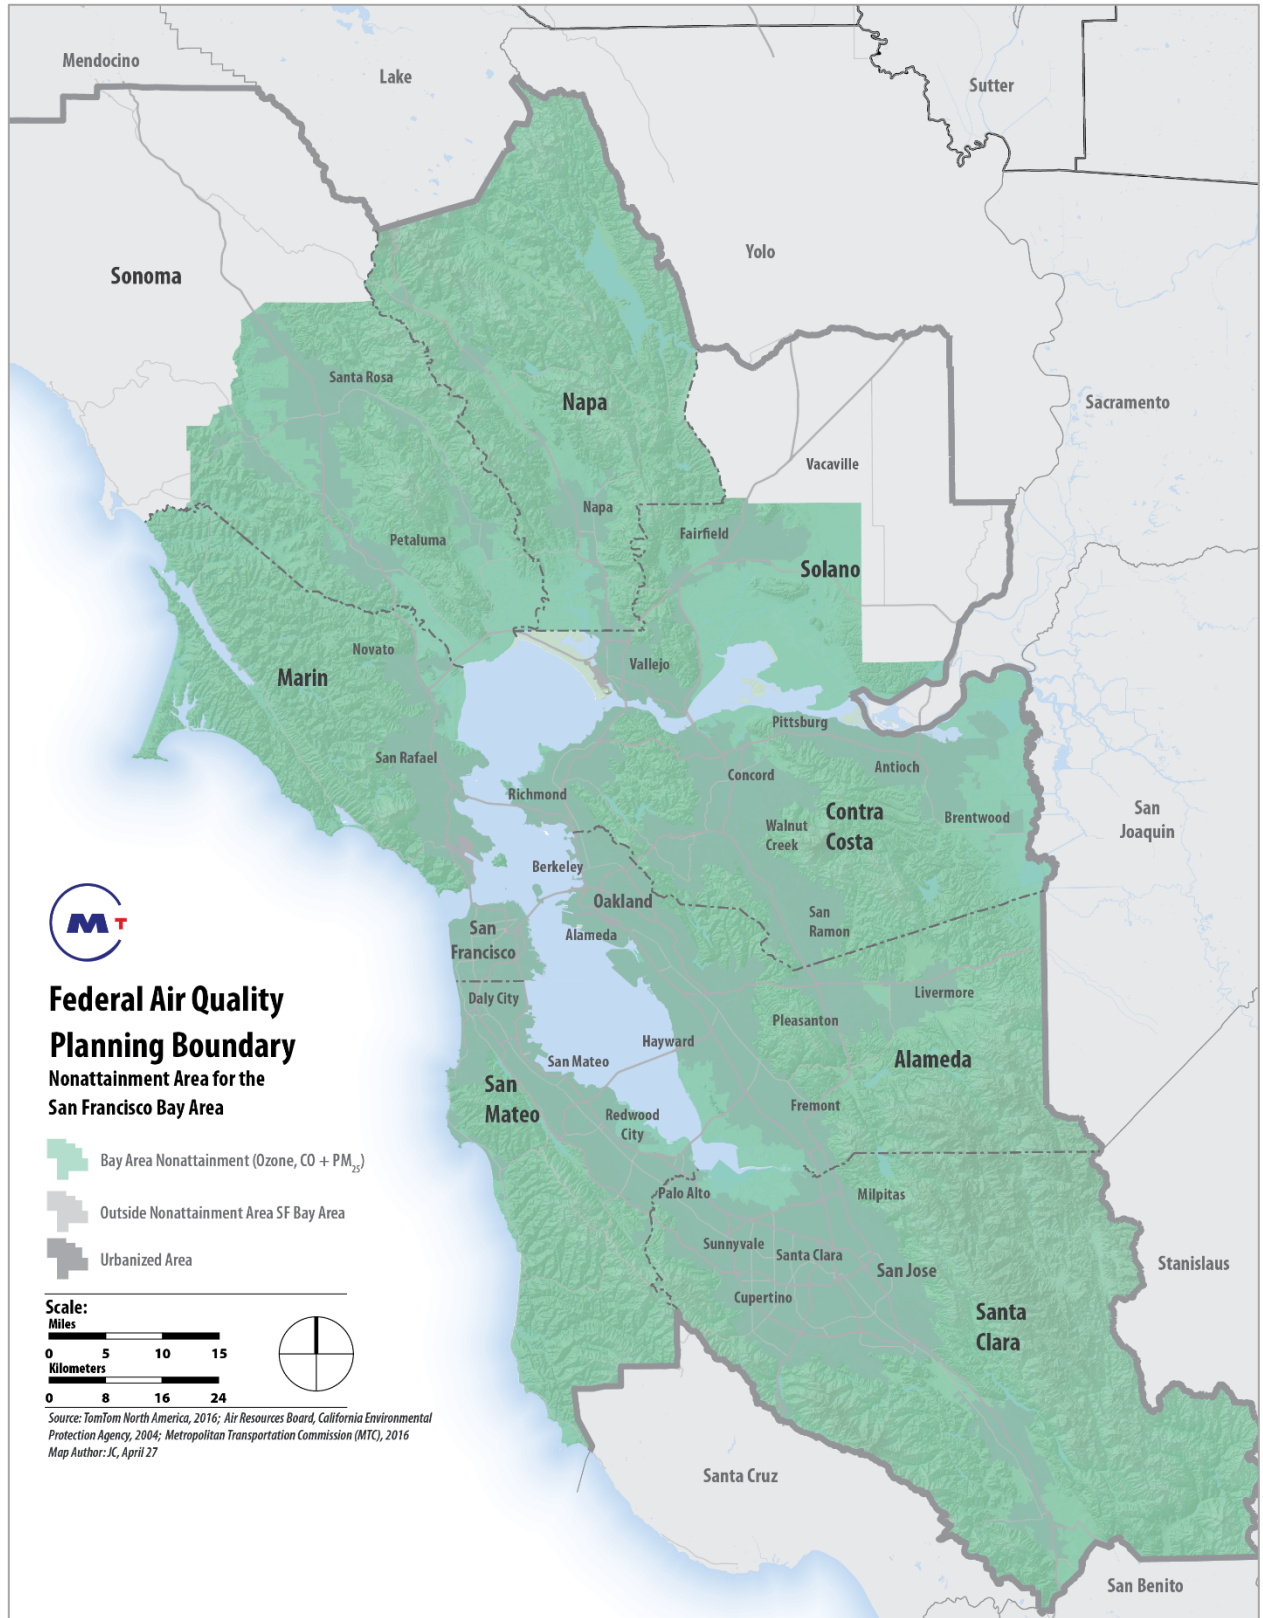 Mendocino
Lake
Sutter
Yolo
Sonoma
Santa Rosa
Napa
Sacramento
Vacaville
Napa
Fairfield
Petaluma
Solano
Novato
Vallejo
Marin
Pittsburg
San Rafael
Antioch
Concord
Richmond
Contra
Costa
San
Joaquin
Brentwood
Walnut
Creek
Berkeley
Oakland
San
Ramon
San
Francisco
Alameda
Livermore
Daly City
Pleasanton
Hayward
San Mateo
Alameda
San
Mateo
Redwood
City
Fremont
Palo Alto
Milpitas
Sunnyvale
Santa Clara
San Jose
Cupertino
Stanislaus
Santa
Clara
Santa Cruz
San Benito
M T
Federal Air Quality
Planning Boundary
Nonattainment Area for the
San Francisco Bay Area
Bay Area Nonattainment (Ozone, CO + PM25)
Outside Nonattainment Area SF Bay Area
Urbanized Area
Scale:
Miles
0 5 10 15
Kilometers
0 8 16 24
Source: TomTom North America, 2016; Air Resources Board, California Environmental
Protection Agency, 2004; Metropolitan Transportation Commission (MTC), 2016
Map Author: JC, April 27